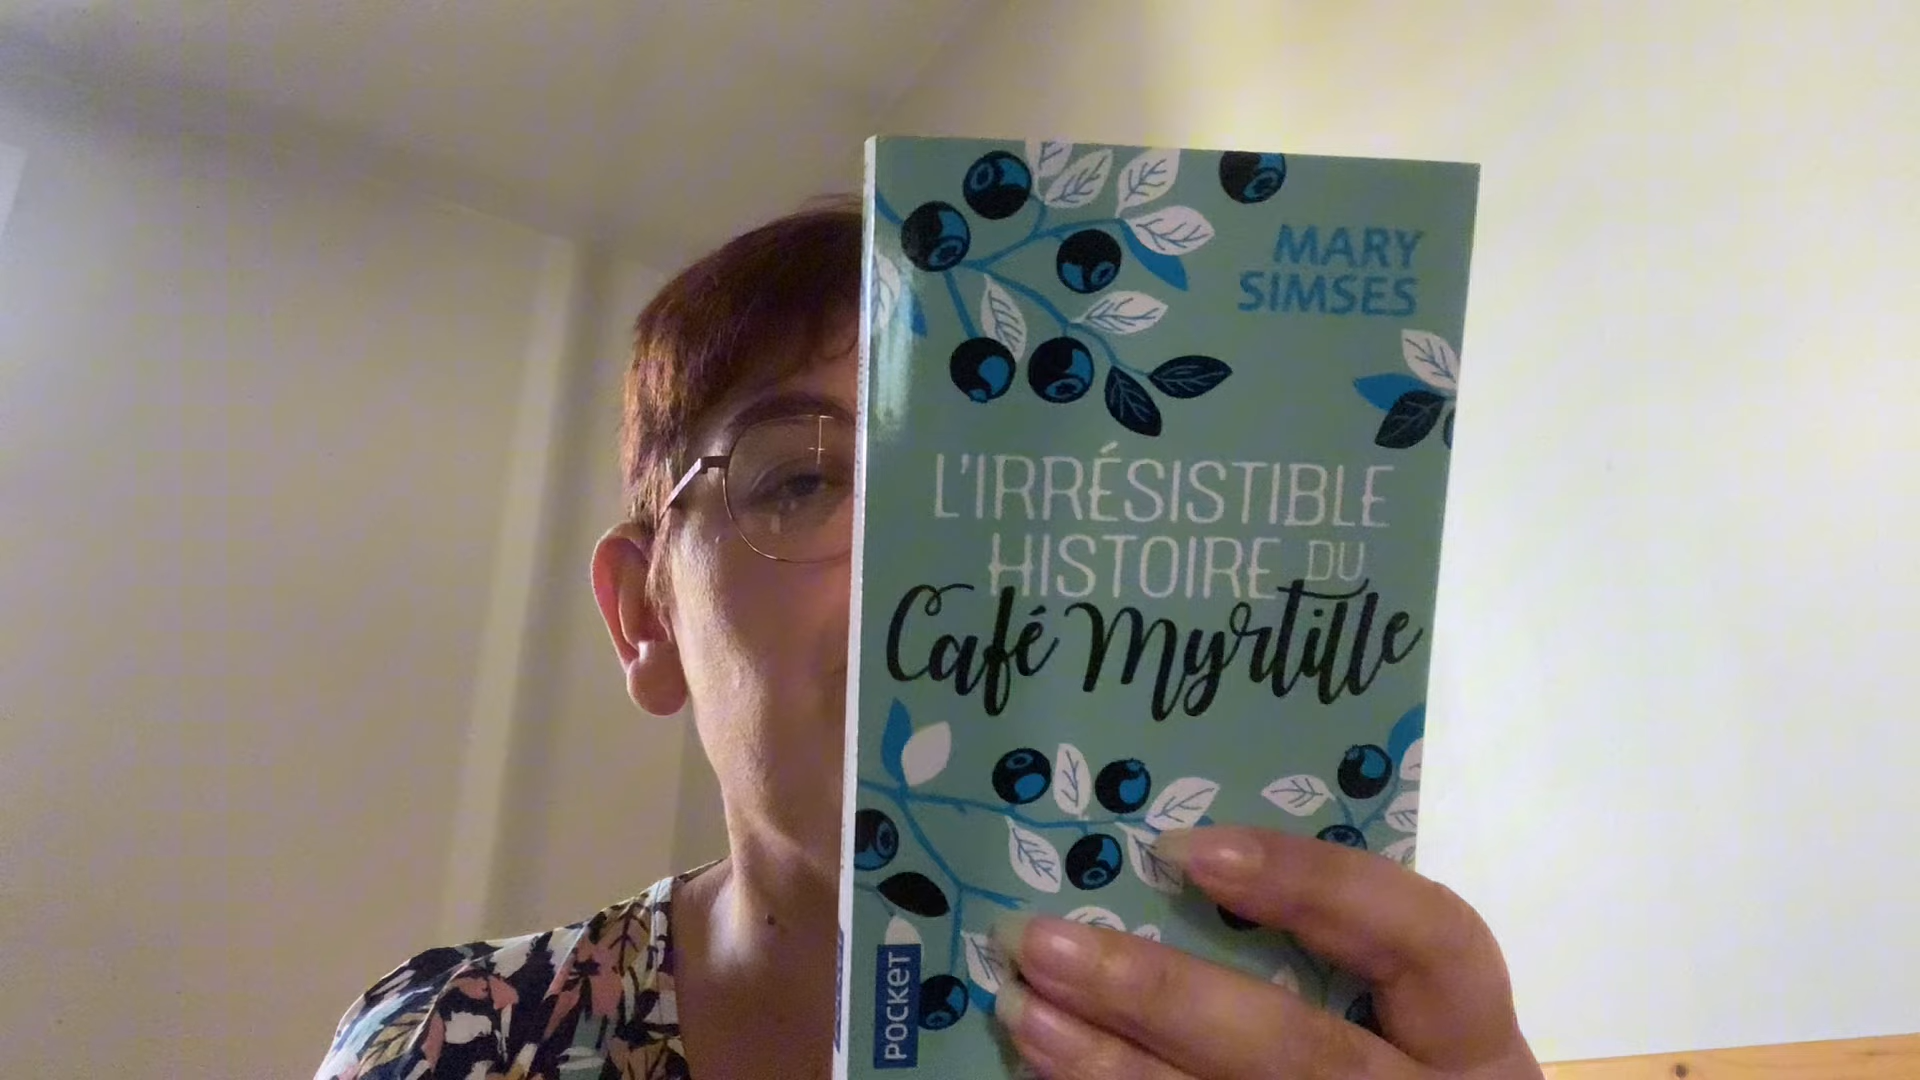 MARY
SIMSES
L'IRRÉSISTIBLE
HISTOIRE DU
Café Myrtille
POCKET